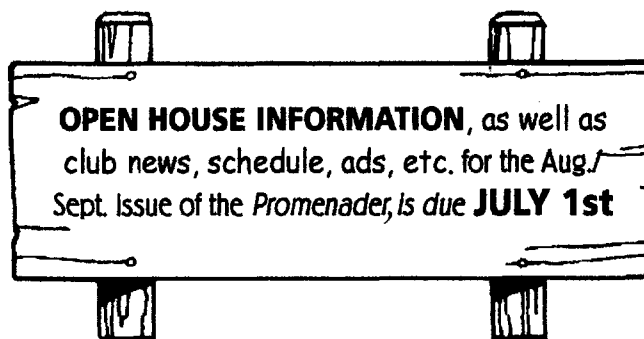 OPEN HOUSE INFORMATION, as well as
club news, schedule, ads, etc. for the Aug./
Sept. issue of the Promenader, is due JULY 1st